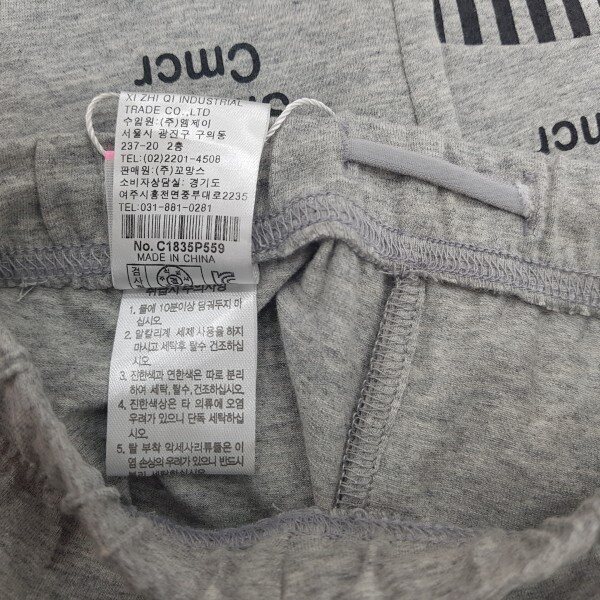 Cmcr
Cmcr
XI ZHI QI INDUSTRIAL
TRADE CO.,LTD
수입원: (주)엠제이
서울시 광진구 구의동
237-20 2층
TEL:(02)2201-4508
판매원: (주)꼬망스
소비자상담실: 경기도
여주시흥천면중부대로2235
TEL:031-881-0281
No. C1835P559
MADE IN CHINA
1. 물에 10분이상 담궈두지 마
십시오.
2. 알칼리계 세제 사용을 하지
마시고 세탁후 탈수 건조하십
시오.
3. 진한색과 연한색은 따로 분리
하여 세탁, 탈수, 건조하십시오.
4. 진한색상은 타 의류에 오염
우려가 있으니 단독 세탁하십
시오.
5. 탈 부착 악세사리류들은 이
염 손상의 우려가 있으니 반드시